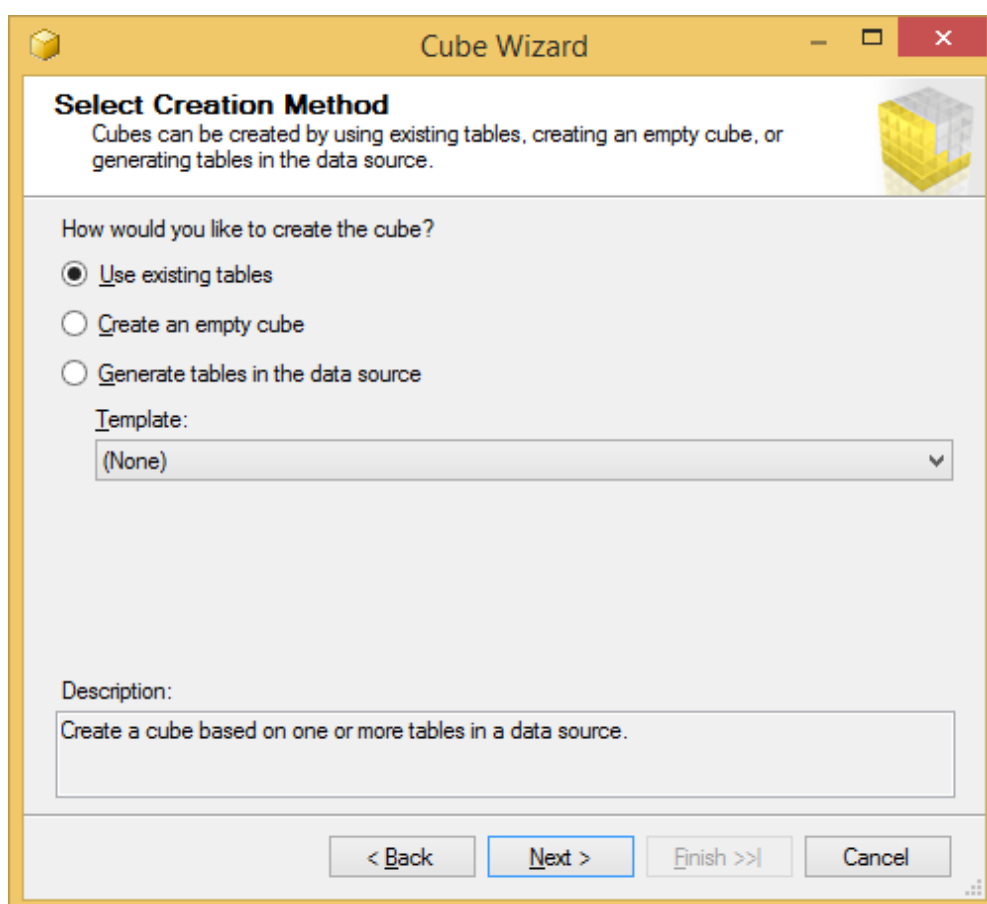 Cube Wizard
Select Creation Method
Cubes can be created by using existing tables, creating an empty cube, or
generating tables in the data source.
How would you like to create the cube?
Use existing tables
Create an empty cube
Generate tables in the data source
Template:
(None)
Description:
Create a cube based on one or more tables in a data source.
< Back Next > Finish >>| Cancel